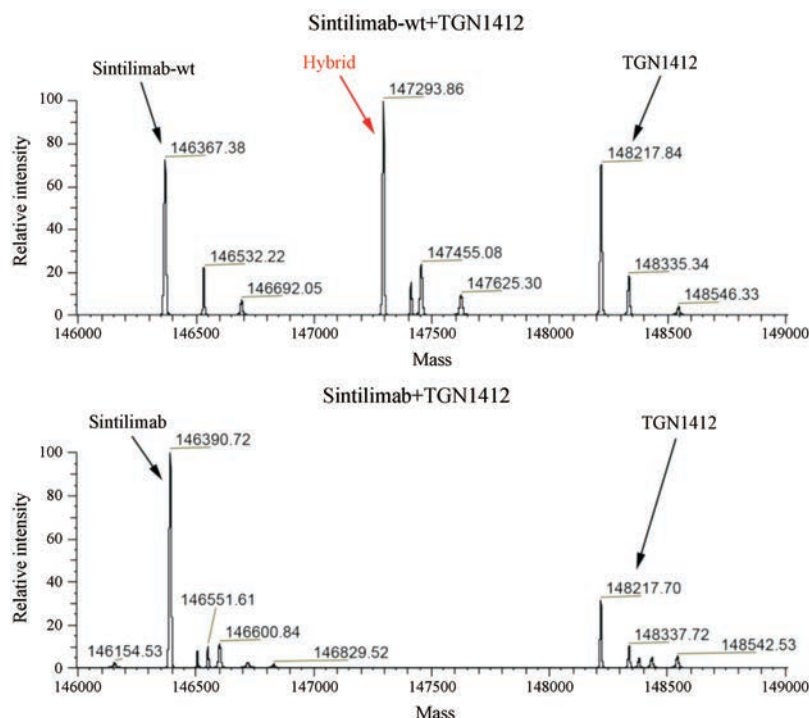 Sintilimab-wt+TGN1412
Sintilimab-wt
Hybrid
TGN1412
Relative intensity
100
80
60
40
20
0
147293.86
146367.38
148217.84
146532.22
146692.05
147455.08
147625.30
148335.34
148546.33
146000 146500 147000 147500 148000 148500 149000
Mass
Sintilimab+TGN1412
Sintilimab
TGN1412
Relative intensity
100
80
60
40
20
0
146390.72
146551.61
146154.53
146600.84
146829.52
148217.70
148337.72
148542.53
146000 146500 147000 147500 148000 148500 149000
Mass